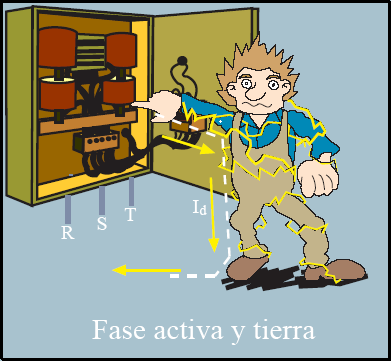 I_d
R S T
Fase activa y tierra